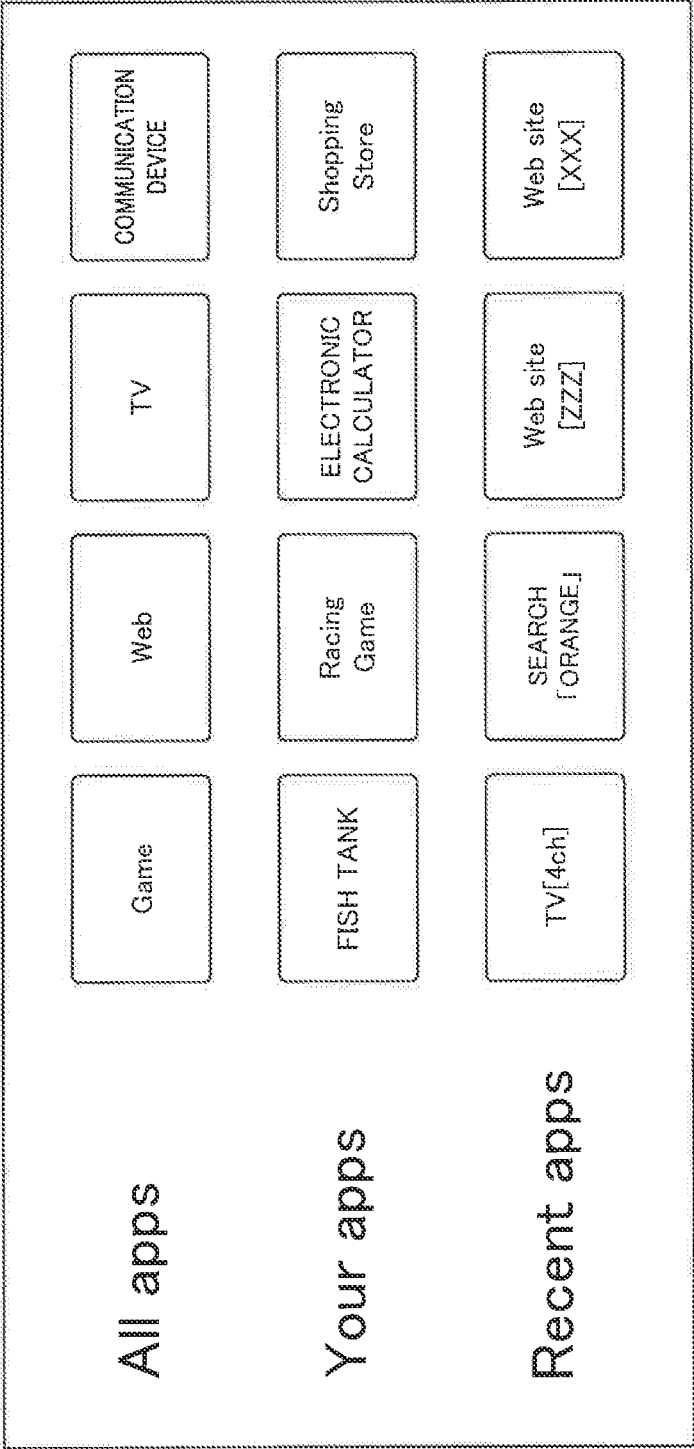 All apps
Game
Web
TV
COMMUNICATION
DEVICE
Your apps
FISH TANK
Racing
Game
ELECTRONIC
CALCULATOR
Shopping
Store
Recent apps
TV[4ch]
SEARCH
「ORANGE」
Web site
[ZZZ]
Web site
[XXX]